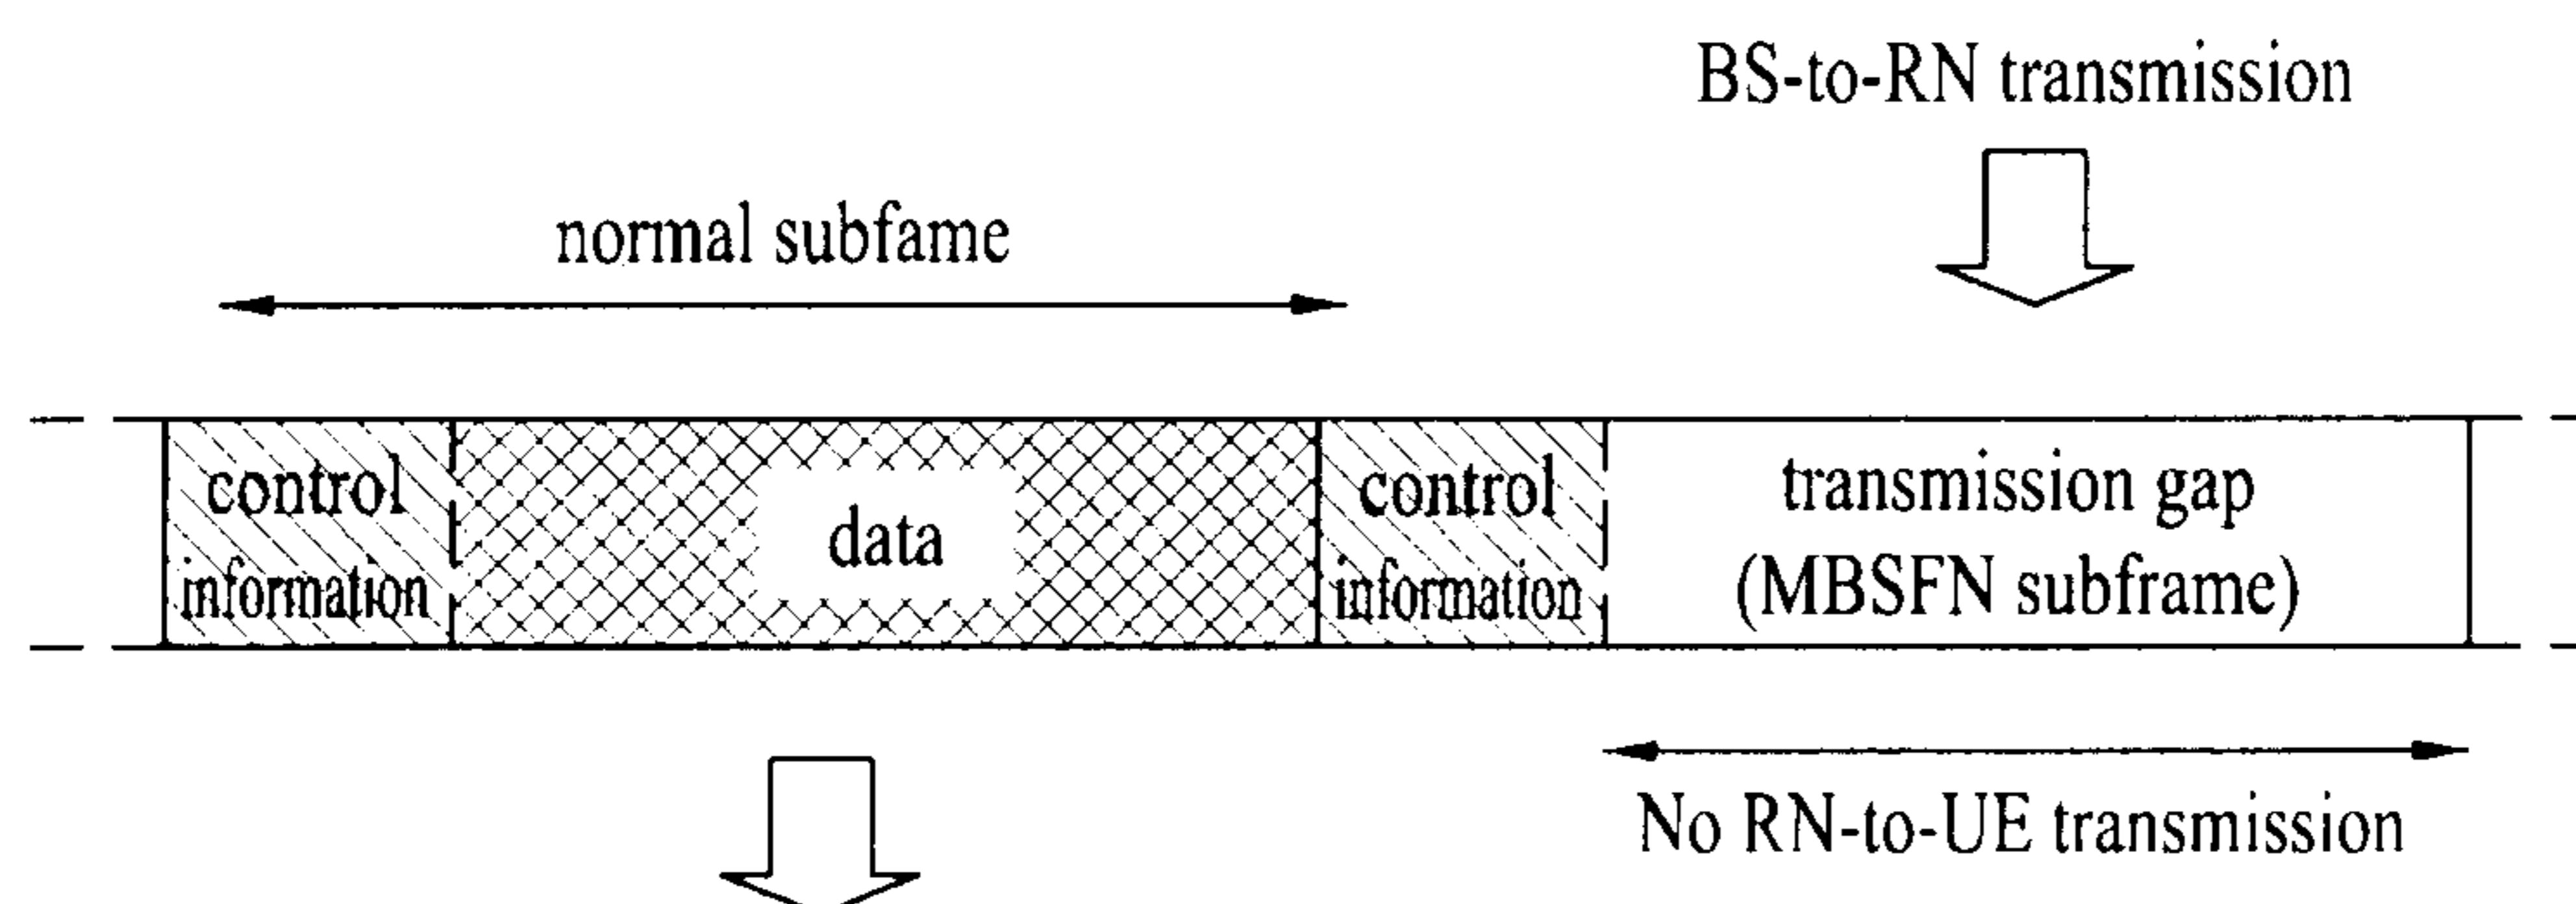 BS-to-RN transmission
normal subfame
control
information
data
control
information
transmission gap
(MBSFN subframe)
No RN-to-UE transmission